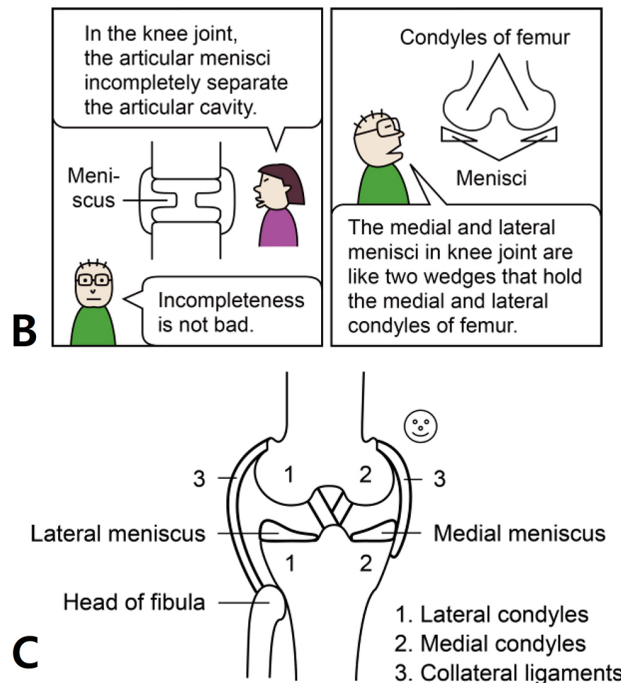 In the knee joint,
the articular menisci
incompletely separate
the articular cavity.
Meni-
scus
Incompleteness
is not bad.
B
Condyles of femur
Menisci
The medial and lateral
menisci in knee joint are
like two wedges that hold
the medial and lateral
condyles of femur.
3
1
2
3
Lateral meniscus
Medial meniscus
1
2
Head of fibula
1. Lateral condyles
2. Medial condyles
3. Collateral ligaments
C